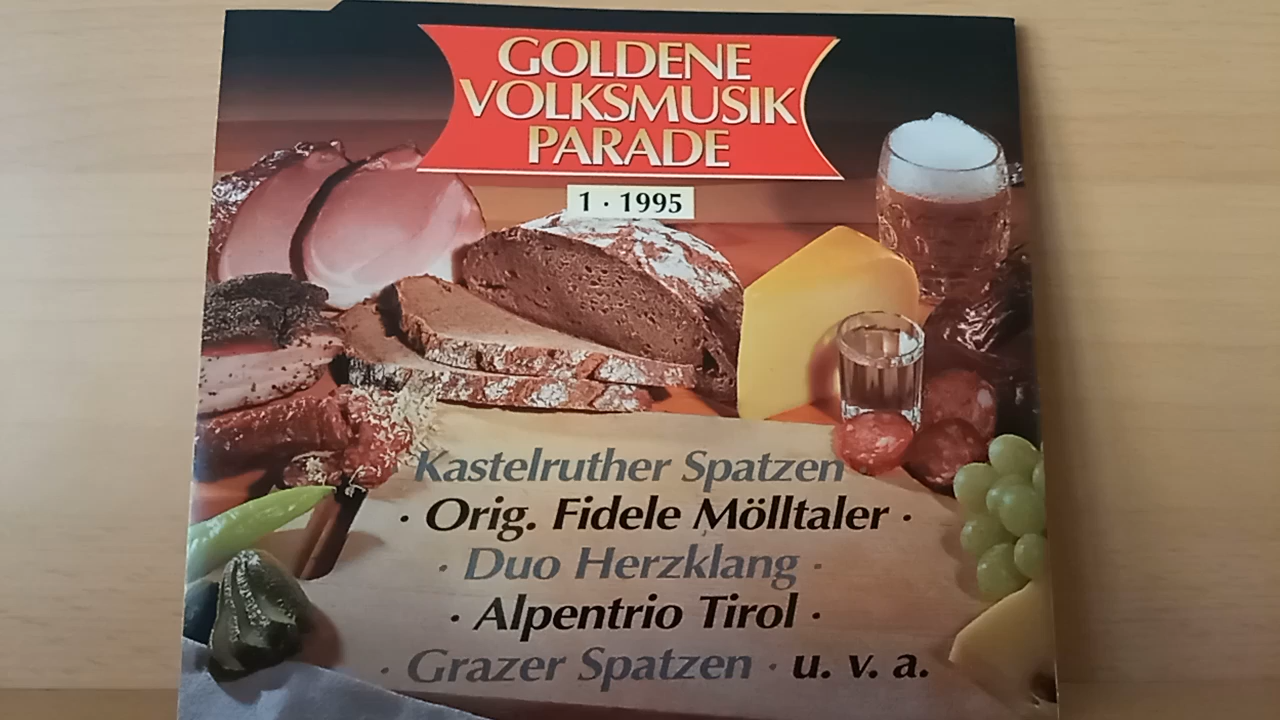 GOLDENE
VOLKSMUSIK
PARADE
1 · 1995
Kastelruther Spatzen
· Orig. Fidele Mölltaler ·
· Duo Herzklang ·
· Alpentrio Tirol ·
· Grazer Spatzen · u. v. a.